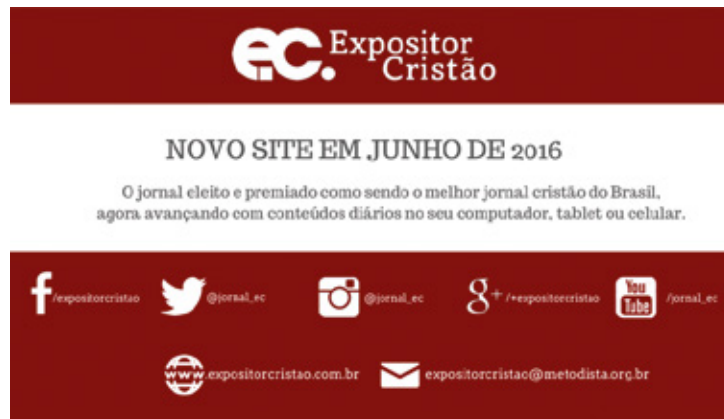 e.c. Expositor
Cristão
NOVO SITE EM JUNHO DE 2016
O jornal eleito e premiado como sendo o melhor jornal cristão do Brasil,
agora avançando com conteúdos diários no seu computador, tablet ou celular.
f/expositorcristao @jornal_ec @jornal_ec g+ /+expositorcristao You Tube /jornal_ec
www.expositorcristao.com.br expositorcristao@metodista.org.br